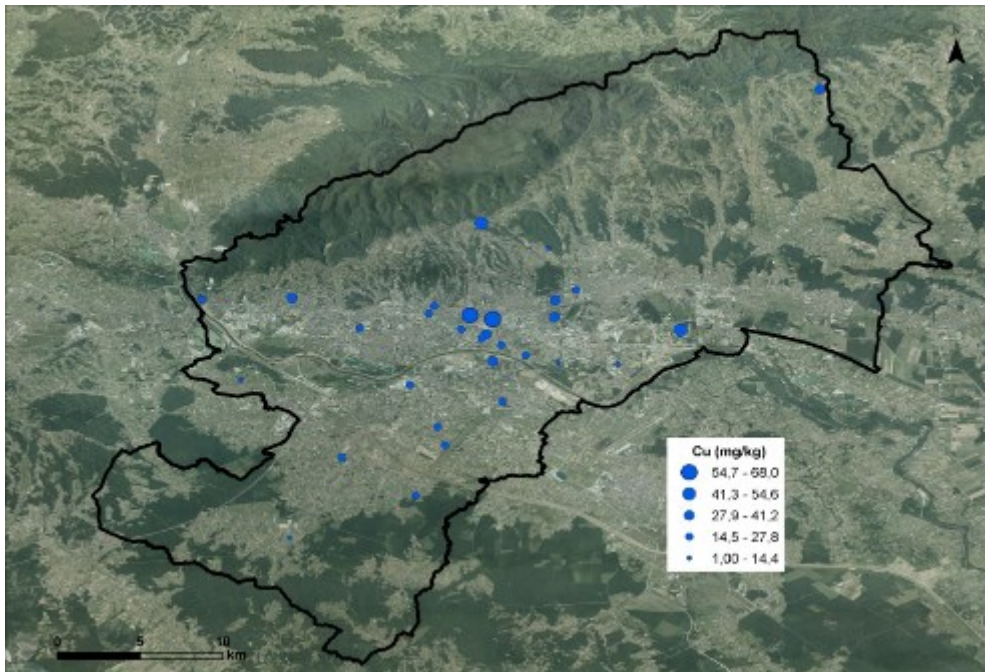 Cu (mg/kg)
54,7 - 68,0
41,3 - 54,6
27,9 - 41,2
14,5 - 27,8
1,00 - 14,4
0 5 10
km